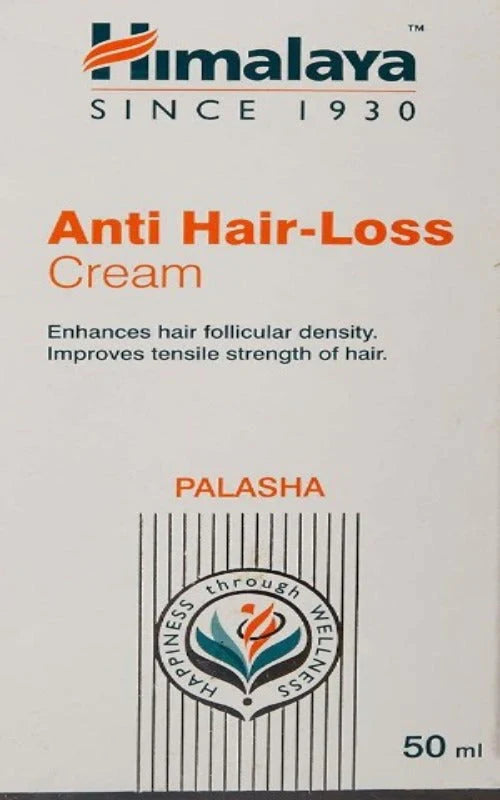 Himalaya™
SINCE 1930
Anti Hair-Loss
Cream
Enhances hair follicular density.
Improves tensile strength of hair.
PALASHA
HAPPINESS through WELLNESS
50 ml